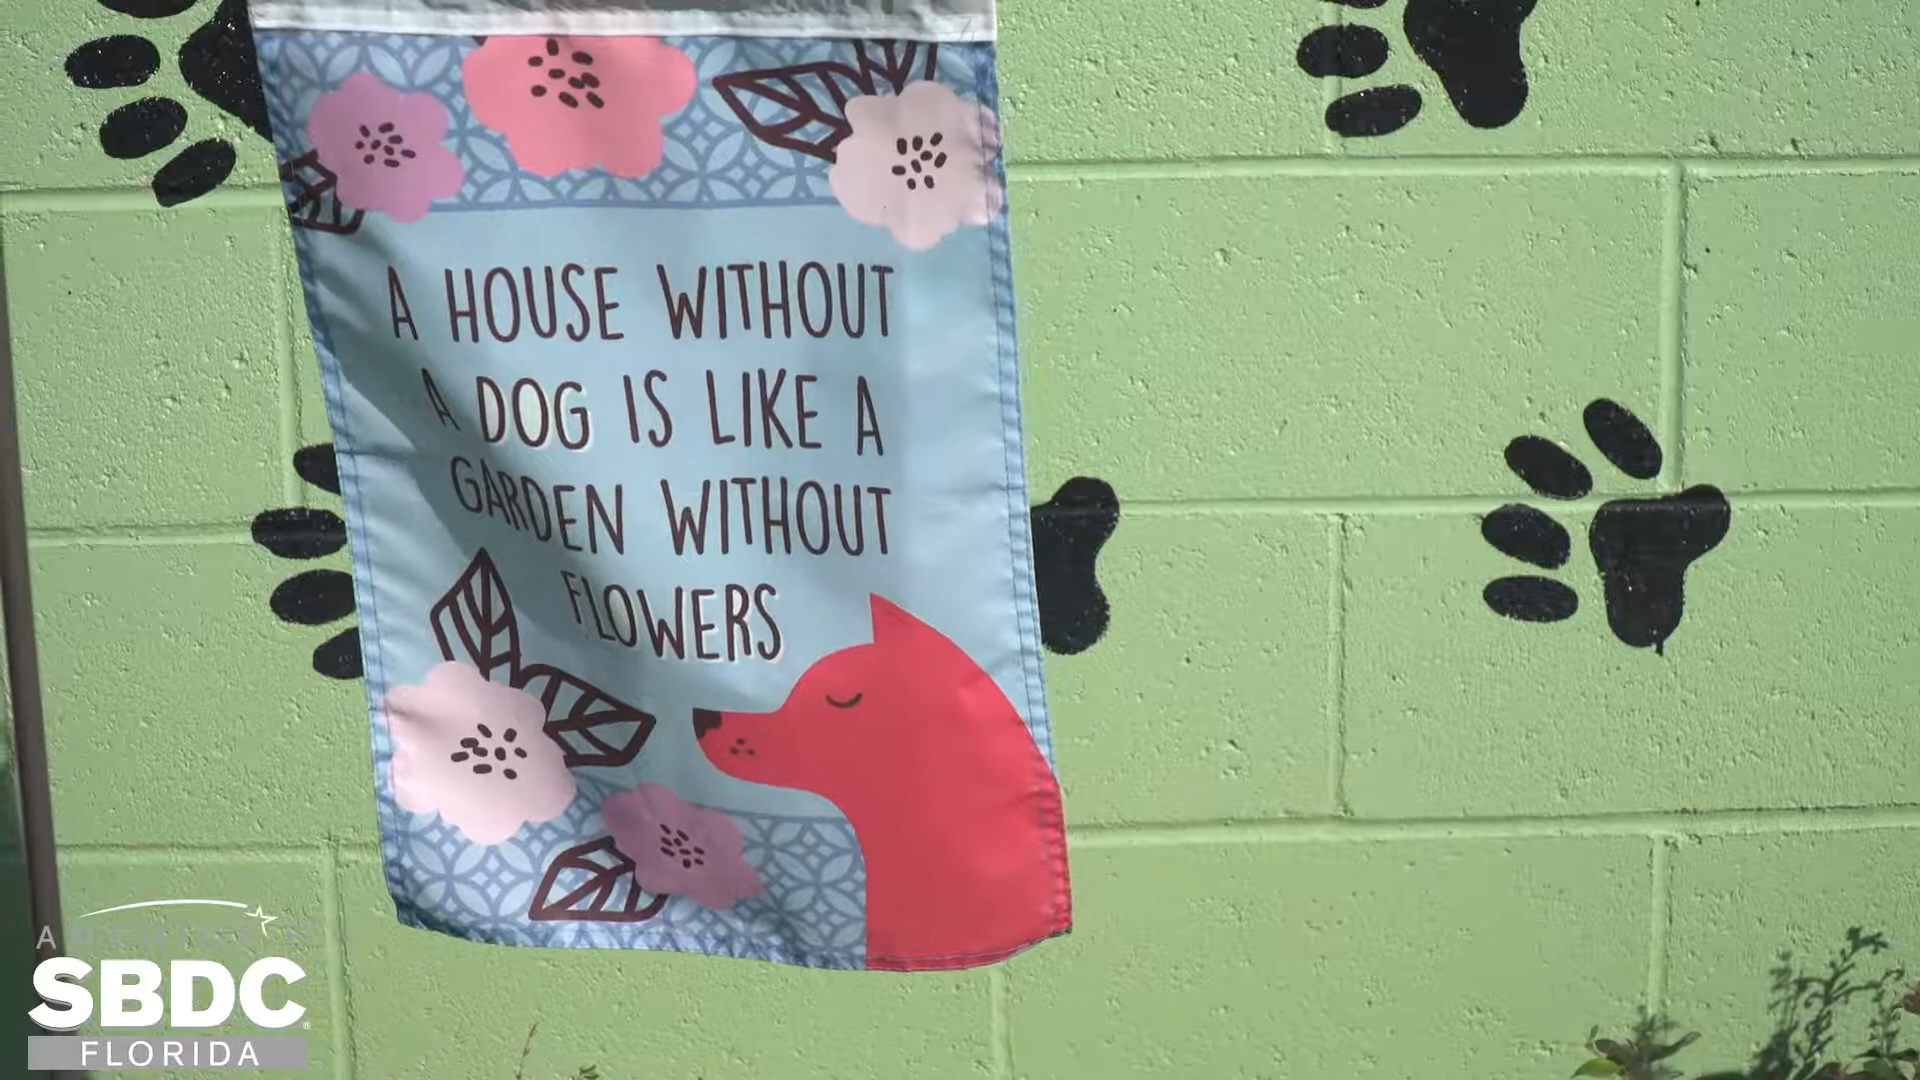 A HOUSE WITHOUT
A DOG IS LIKE A
GARDEN WITHOUT
FLOWERS
SBDC
FLORIDA